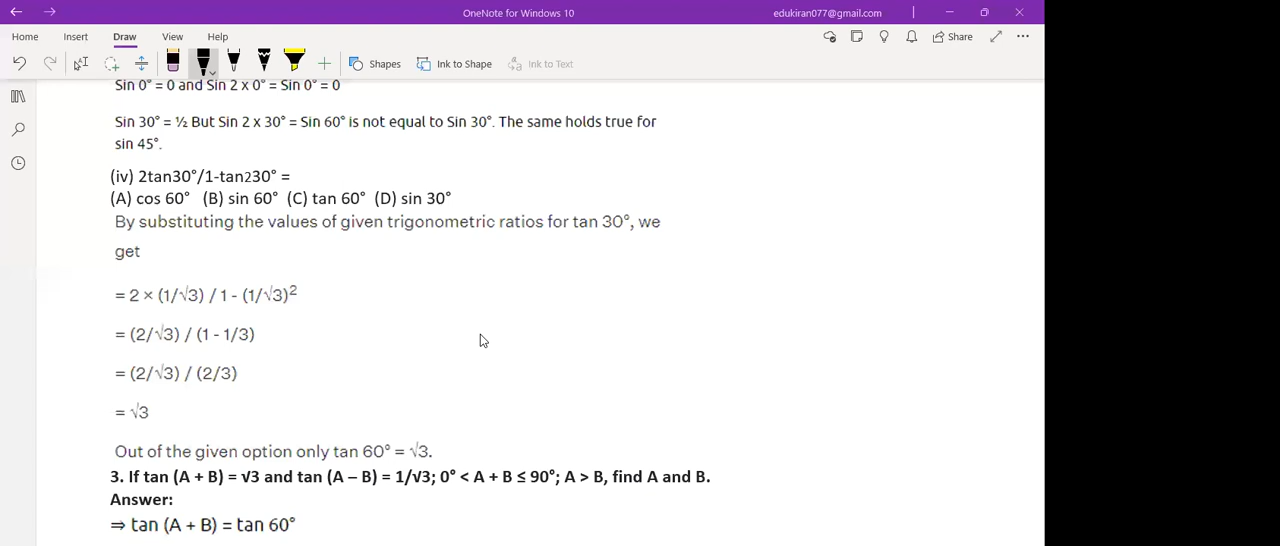 OneNote for Windows 10
edukiran077@gmail.com
Home Insert Draw View Help
Share
Shapes Ink to Shape Ink to Text
Sin 0° = 0 and Sin 2 x 0° = Sin 0° = 0
Sin 30° = ½ But Sin 2 x 30° = Sin 60° is not equal to Sin 30°. The same holds true for
sin 45°.
(iv) 2tan30°/1-tan230° =
(A) cos 60° (B) sin 60° (C) tan 60° (D) sin 30°
By substituting the values of given trigonometric ratios for tan 30°, we
get
= 2 × (1/√3) / 1 - (1/√3)²
= (2/√3) / (1 - 1/3)
= (2/√3) / (2/3)
= √3
Out of the given option only tan 60° = √3.
3. If tan (A + B) = √3 and tan (A – B) = 1/√3; 0° < A + B ≤ 90°; A > B, find A and B.
Answer:
⇒ tan (A + B) = tan 60°